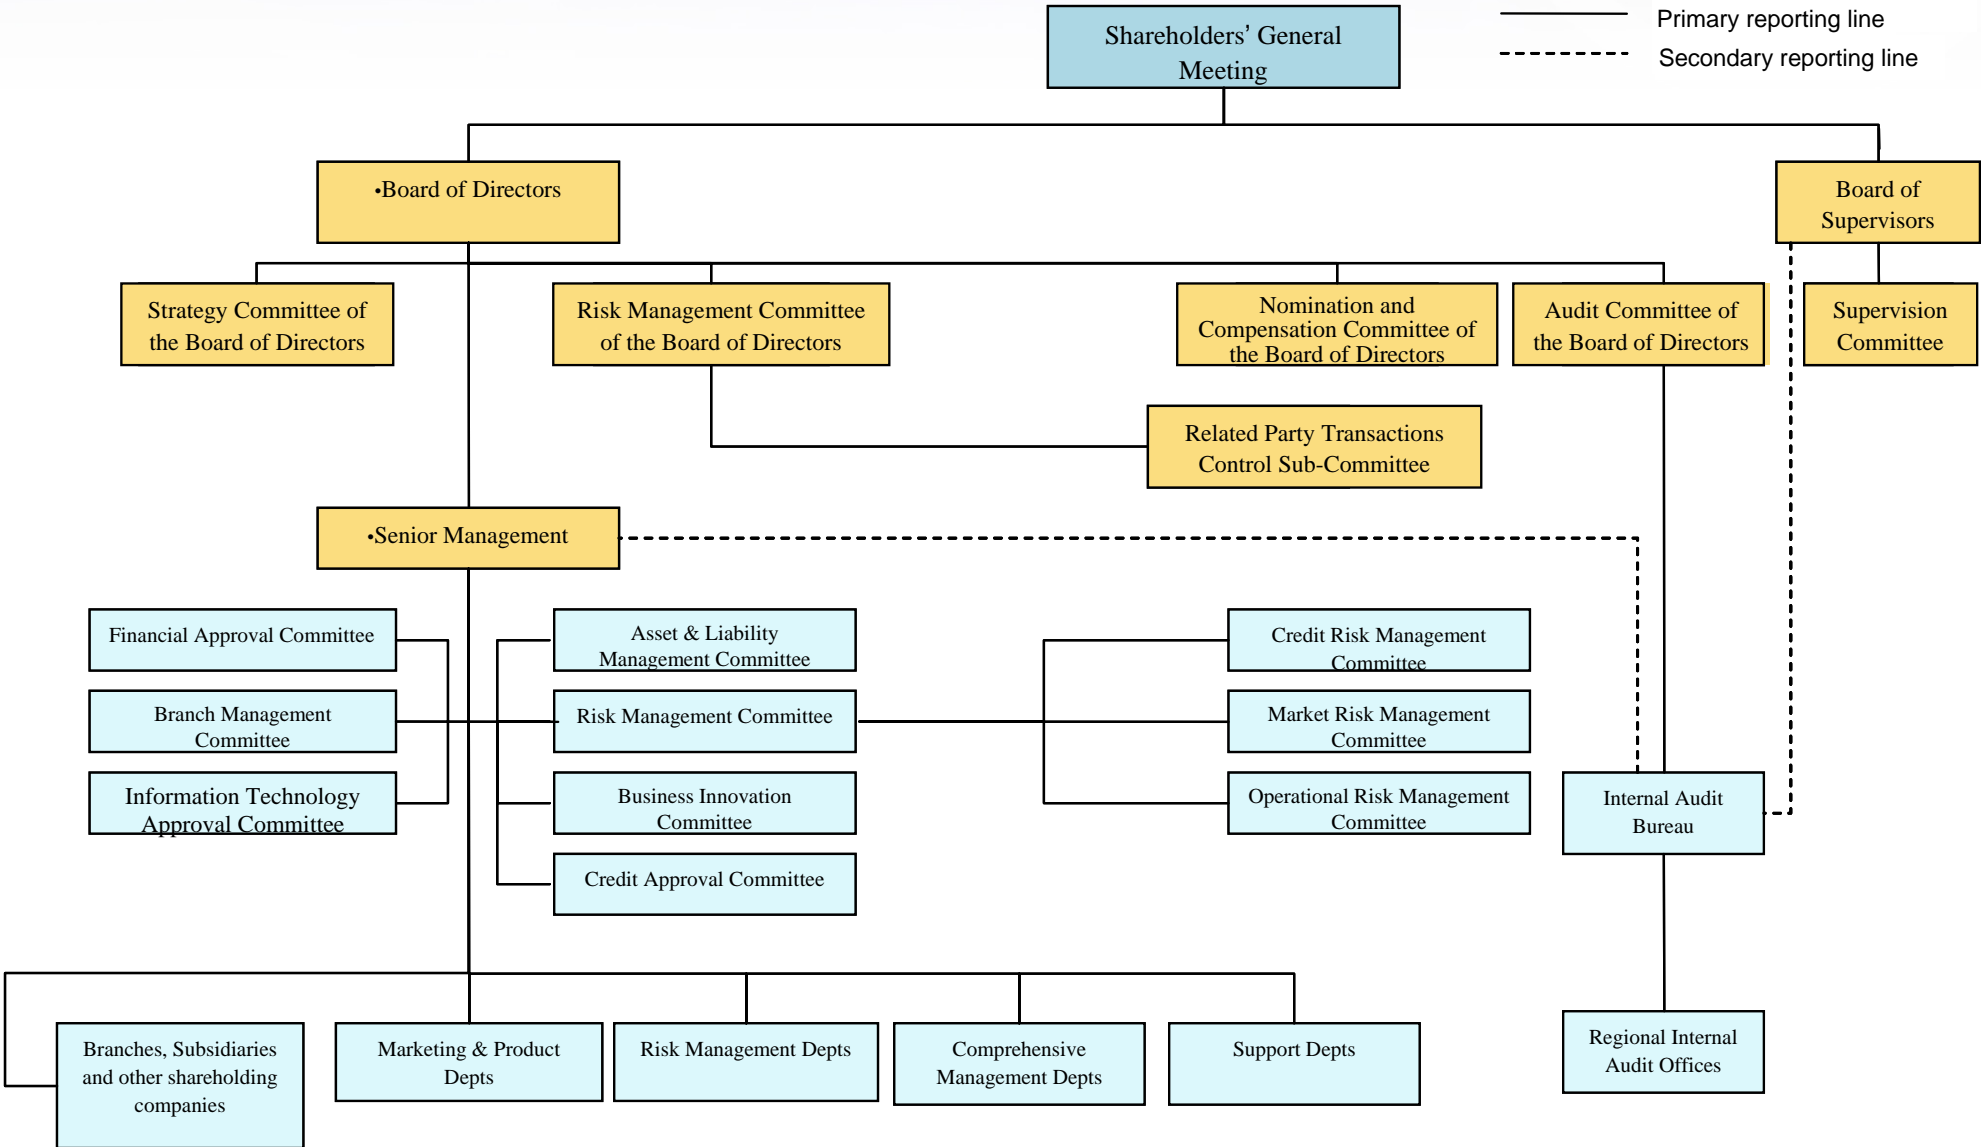 Shareholders’ General
Meeting
Primary reporting line
Secondary reporting line
•Board of Directors
Board of
Supervisors
Strategy Committee of
the Board of Directors
Risk Management Committee
of the Board of Directors
Nomination and
Compensation Committee of
the Board of Directors
Audit Committee of
the Board of Directors
Supervision
Committee
Related Party Transactions
Control Sub-Committee
•Senior Management
Financial Approval Committee
Asset & Liability
Management Committee
Credit Risk Management
Committee
Branch Management
Committee
Risk Management Committee
Market Risk Management
Committee
Information Technology
Approval Committee
Business Innovation
Committee
Operational Risk Management
Committee
Internal Audit
Bureau
Credit Approval Committee
Branches, Subsidiaries
and other shareholding
companies
Marketing & Product
Depts
Risk Management Depts
Comprehensive
Management Depts
Support Depts
Regional Internal
Audit Offices